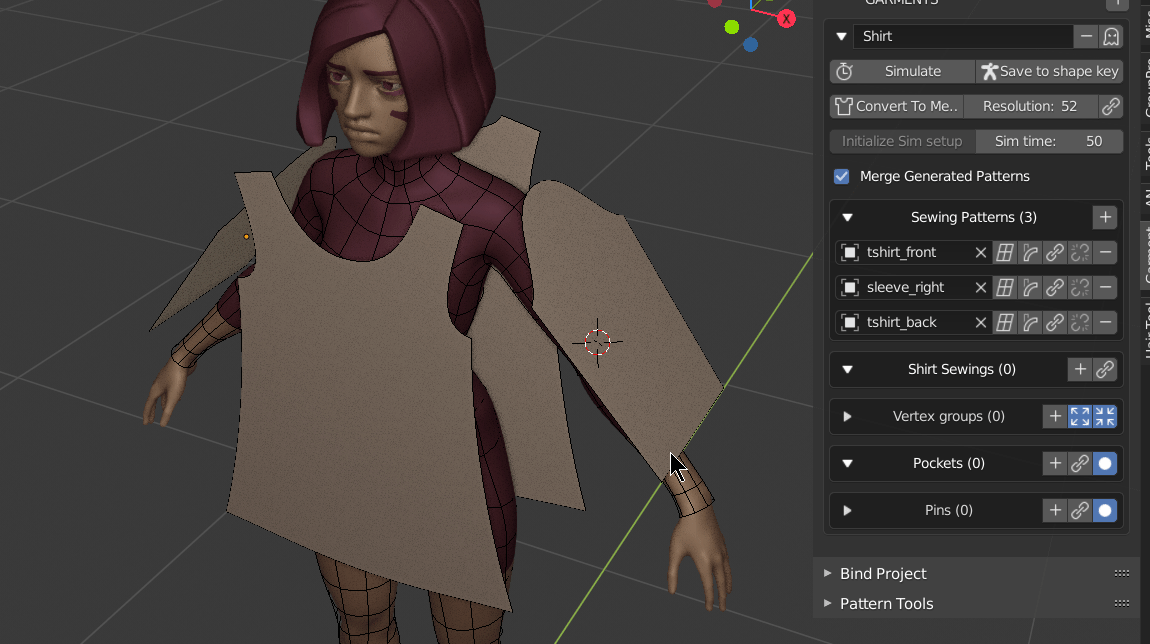 GARMENTS
X
Shirt
Simulate
Save to shape key
Convert To Me..
Resolution: 52
Initialize Sim setup
Sim time: 50
Merge Generated Patterns
Sewing Patterns (3)
tshirt_front
sleeve_right
tshirt_back
Shirt Sewings (0)
Vertex groups (0)
Pockets (0)
Pins (0)
Bind Project
Pattern Tools